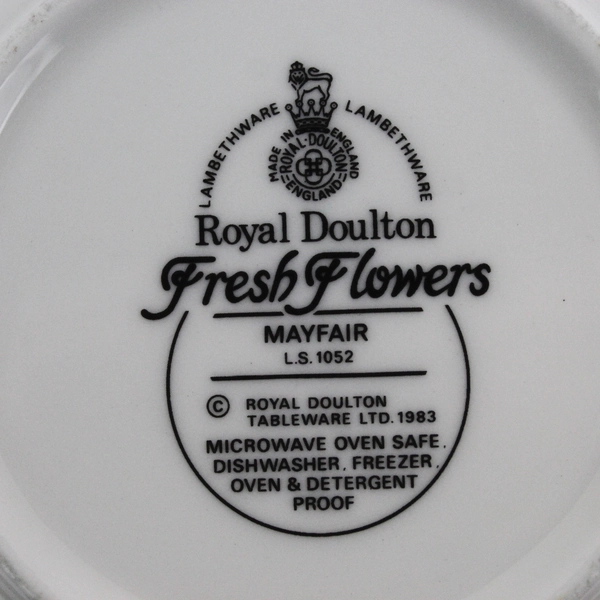 LAMBETHWARE LAMBETHWARE
MADE IN ENGLAND
ROYAL·DOULTON
ENGLAND
Royal Doulton
Fresh Flowers
MAYFAIR
L.S. 1052
© ROYAL DOULTON
TABLEWARE LTD. 1983
MICROWAVE OVEN SAFE.
DISHWASHER, FREEZER,
OVEN & DETERGENT
PROOF